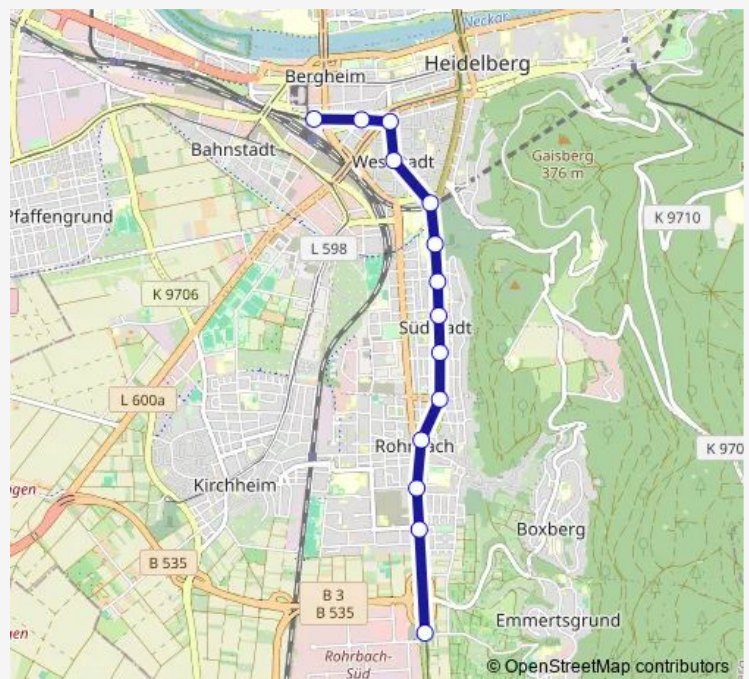 Neckar
Bergheim
Heidelberg
Bahnstadt
Weststadt
Gaisberg
376 m
Pfaffengrund
K 9710
L 598
K 9706
Südstadt
L 600a
Rohrbach
K 970
Kirchheim
ngen
Boxberg
B 535
B 3
B 535
Emmertsgrund
en
Rohrbach-
Süd
© OpenStreetMap contributors